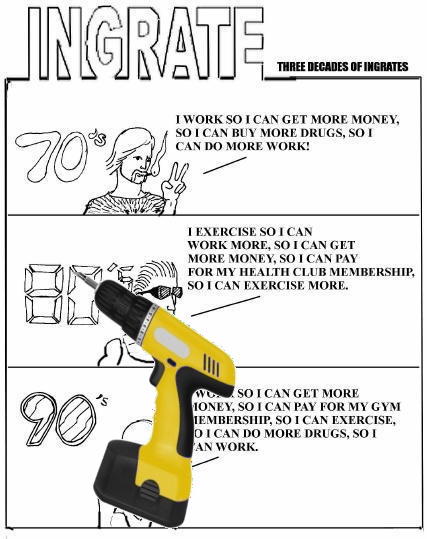 INGRATE
THREE DECADES OF INGRATES
70's
I WORK SO I CAN GET MORE MONEY,
SO I CAN BUY MORE DRUGS, SO I
CAN DO MORE WORK!
80's
I EXERCISE SO I CAN
WORK MORE, SO I CAN GET
MORE MONEY, SO I CAN PAY
FOR MY HEALTH CLUB MEMBERSHIP,
SO I CAN EXERCISE MORE.
90's
WORK SO I CAN GET MORE
MONEY, SO I CAN PAY FOR MY GYM
MEMBERSHIP, SO I CAN EXERCISE,
SO I CAN DO MORE DRUGS, SO I
CAN WORK.